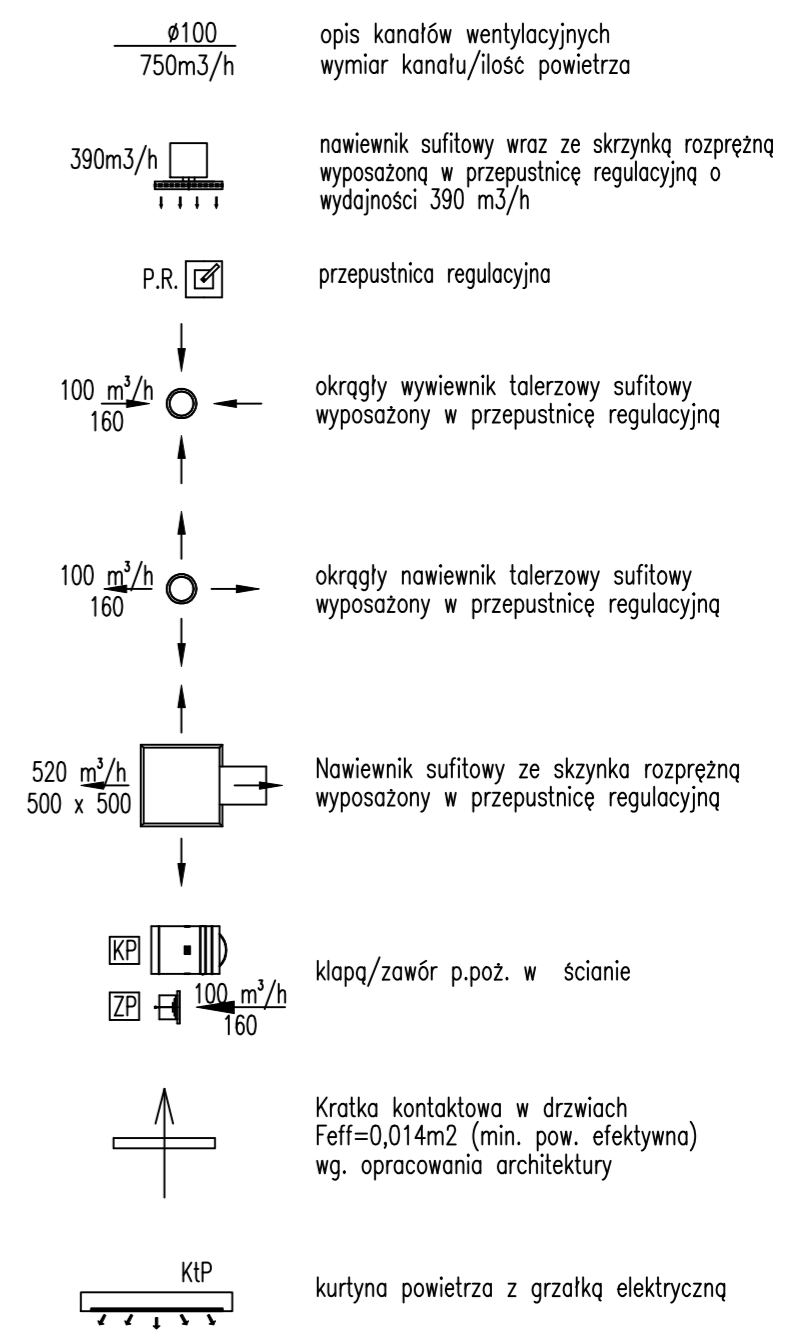 ø100
750m3/h
opis kanałów wentylacyjnych
wymiar kanału/ilość powietrza
390m3/h
nawiewnik sufitowy wraz ze skrzynką rozprężną
wyposażoną w przepustnicę regulacyjną o
wydajności 390 m3/h
P.R.
przepustnica regulacyjna
100 m³/h
160
okrągły wywiewnik talerzowy sufitowy
wyposażony w przepustnicę regulacyjną
100 m³/h
160
okrągły nawiewnik talerzowy sufitowy
wyposażony w przepustnicę regulacyjną
520 m³/h
500 x 500
Nawiewnik sufitowy ze skzynka rozprężną
wyposażony w przepustnicę regulacyjną
KP
ZP
100 m³/h
160
klapą/zawór p.poż. w ścianie
Kratka kontaktowa w drzwiach
Feff=0,014m2 (min. pow. efektywna)
wg. opracowania architektury
KtP
kurtyna powietrza z grzałką elektryczną